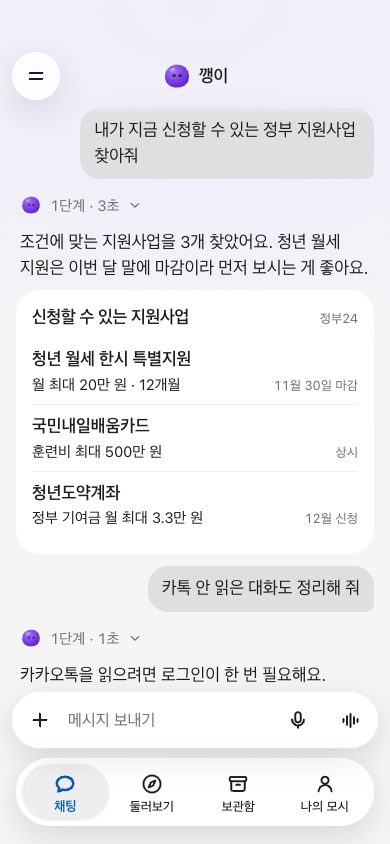 깽이
내가 지금 신청할 수 있는 정부 지원사업
찾아줘
1단계 · 3초
조건에 맞는 지원사업을 3개 찾았어요. 청년 월세
지원은 이번 달 말에 마감이라 먼저 보시는 게 좋아요.
신청할 수 있는 지원사업 정부24
청년 월세 한시 특별지원
월 최대 20만 원 · 12개월 11월 30일 마감
국민내일배움카드
훈련비 최대 500만 원 상시
청년도약계좌
정부 기여금 월 최대 3.3만 원 12월 신청
카톡 안 읽은 대화도 정리해 줘
1단계 · 1초
카카오톡을 읽으려면 로그인이 한 번 필요해요.
메시지 보내기
채팅 둘러보기 보관함 나의 모시